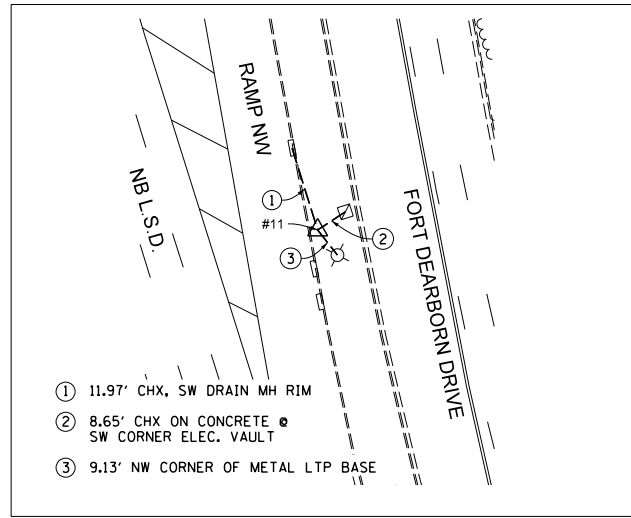 RAMP NW
NB L.S.D.
FORT DEARBORN DRIVE
1
#11
2
3
1 11.97' CHX, SW DRAIN MH RIM
2 8.65' CHX ON CONCRETE @
SW CORNER ELEC. VAULT
3 9.13' NW CORNER OF METAL LTP BASE